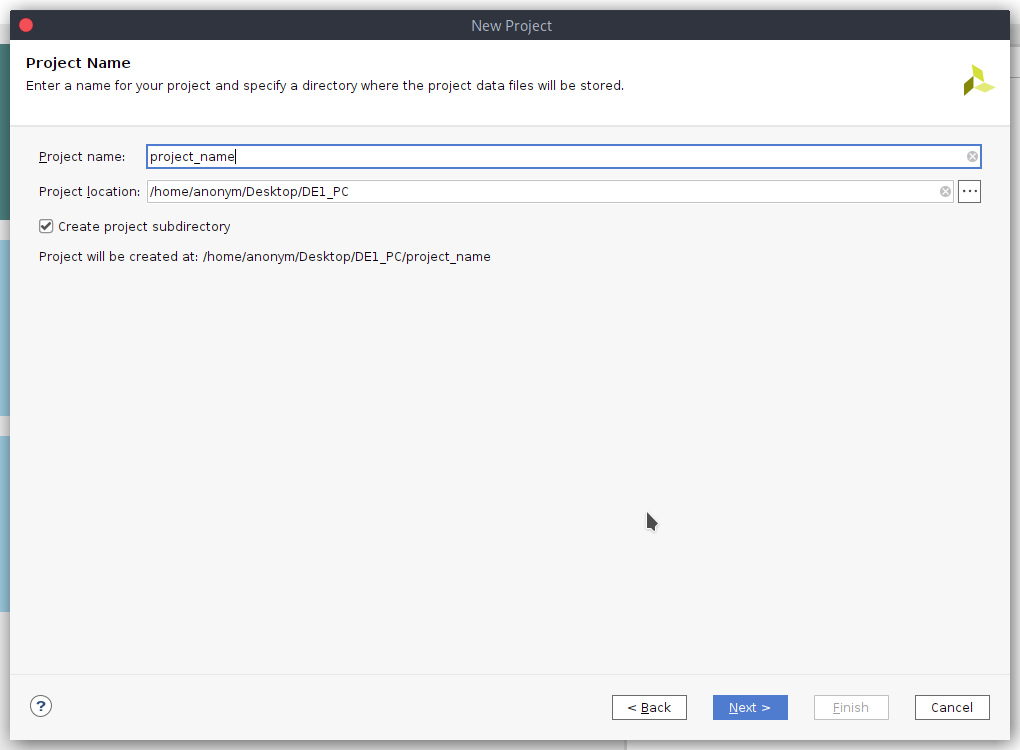 New Project
Project Name
Enter a name for your project and specify a directory where the project data files will be stored.
Project name: project_name
Project location: /home/anonym/Desktop/DE1_PC ...
Create project subdirectory
Project will be created at: /home/anonym/Desktop/DE1_PC/project_name
? < Back Next > Finish Cancel